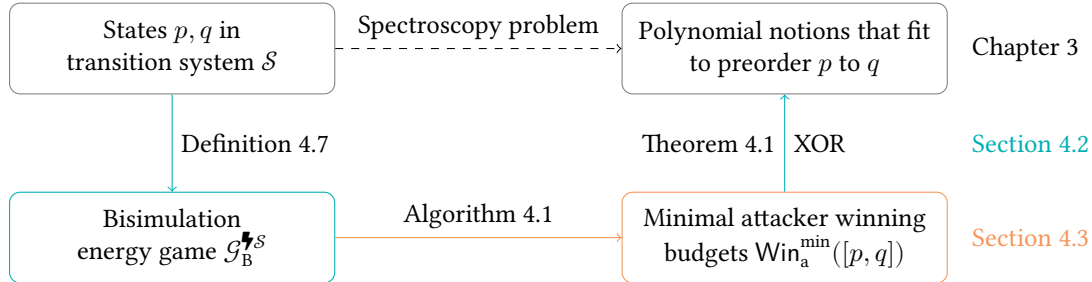 States p, q in
transition system 𝒮
Spectroscopy problem
Polynomial notions that fit
to preorder p to q
Chapter 3
Definition 4.7
Theorem 4.1 XOR
Section 4.2
Bisimulation
energy game 𝒢_B^{⚡𝒮}
Algorithm 4.1
Minimal attacker winning
budgets Win_a^min([p, q])
Section 4.3